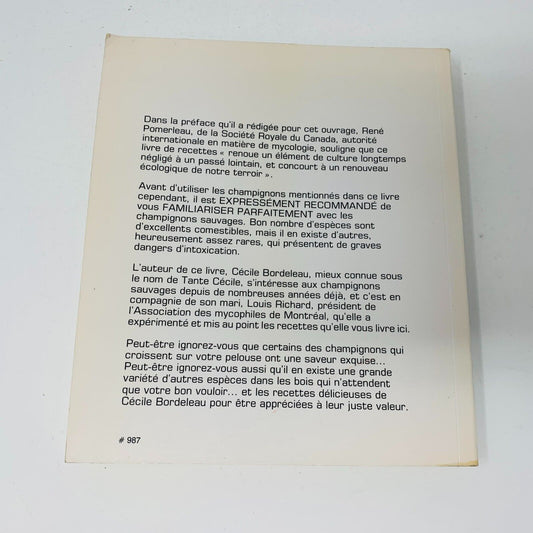 Dans la préface qu'il a rédigée pour cet ouvrage, René
Pomerleau, de la Société Royale du Canada, autorité
internationale en matière de mycologie, souligne que ce
livre de recettes « renoue un élément de culture longtemps
négligé à un passé lointain, et concourt à un renouveau
écologique de notre terroir ».
Avant d'utiliser les champignons mentionnés dans ce livre
cependant, il est EXPRESSÉMENT RECOMMANDÉ de
vous FAMILIARISER PARFAITEMENT avec les
champignons sauvages. Bon nombre d'espèces sont
d'excellents comestibles, mais il en existe d'autres,
heureusement assez rares, qui présentent de graves
dangers d'intoxication.
L'auteur de ce livre, Cécile Bordeleau, mieux connue sous
le nom de Tante Cécile, s'intéresse aux champignons
sauvages depuis de nombreuses années déjà, et c'est en
compagnie de son mari, Louis Richard, président de
l'Association des mycophiles de Montréal, qu'elle a
expérimenté et mis au point les recettes qu'elle vous livre ici.
Peut-être ignorez-vous que certains des champignons qui
croissent sur votre pelouse ont une saveur exquise...
Peut-être ignorez-vous aussi qu'il en existe une grande
variété d'autres espèces dans les bois qui n'attendent
que votre bon vouloir... et les recettes délicieuses de
Cécile Bordeleau pour être appréciées à leur juste valeur.
# 987